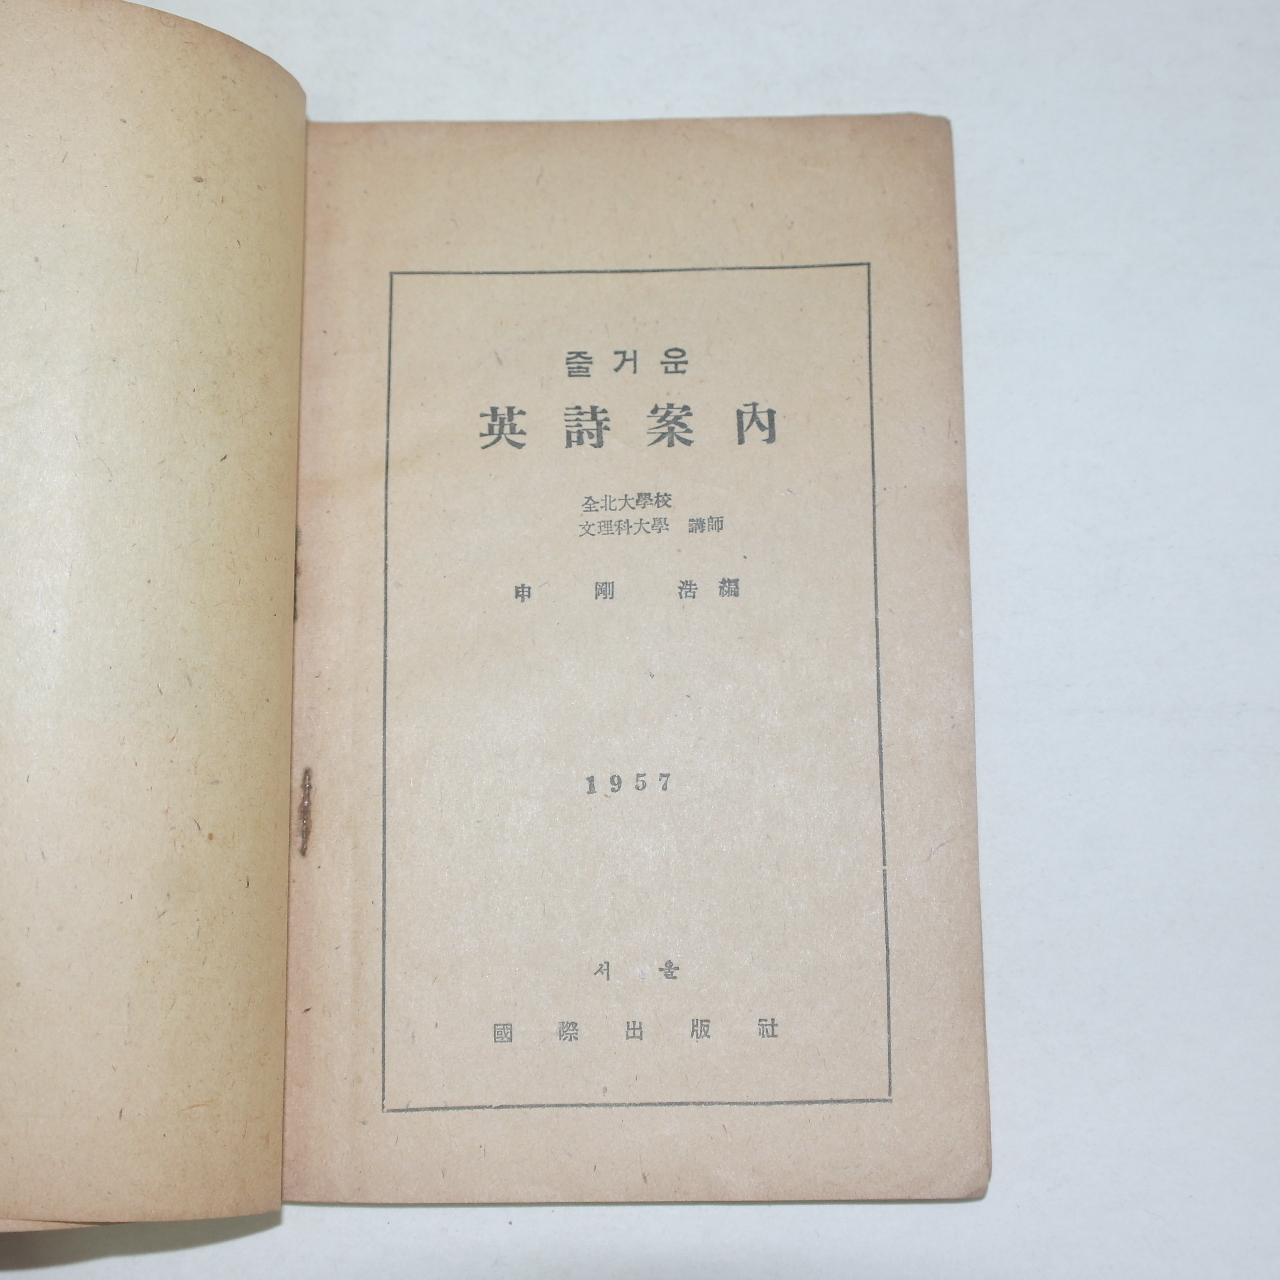 줄거운
英詩案內
全北大學校
文理科大學 講師
申剛浩編
1957
서울
國際出版社